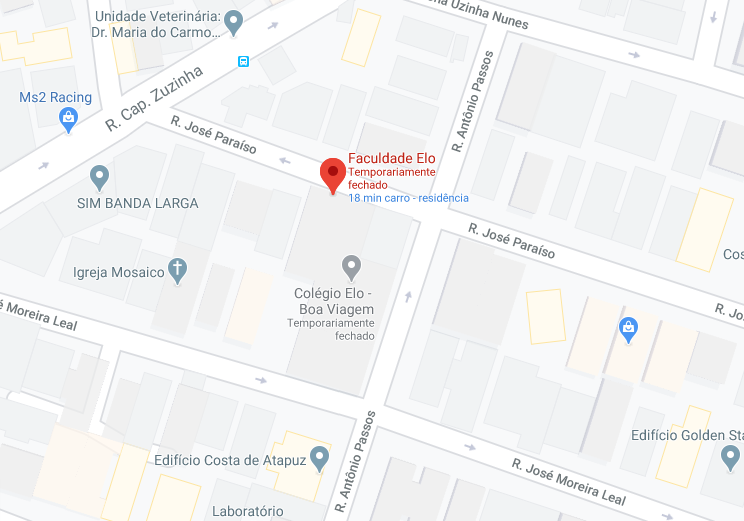 Unidade Veterinária:
Dr. Maria do Carmo...
Uzinha Nunes
Ms2 Racing
R. Cap. Zuzinha
R. José Paraíso
R. Antônio Passos
Faculdade Elo
Temporariamente
fechado
18 min carro - residência
SIM BANDA LARGA
R. José Paraíso
Igreja Mosaico
Colégio Elo -
Boa Viagem
Temporariamente
fechado
Moreira Leal
R. Antônio Passos
Edifício Golden
Edifício Costa de Atapuz
R. José Moreira Leal
Laboratório